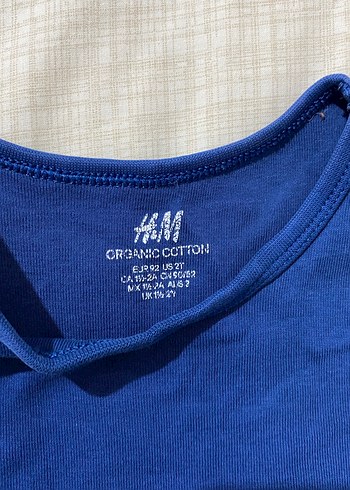 H&M
ORGANIC COTTON
EUR 92 US 2T
CA 1½-2A CN 90/52
MX 1½-2A AUS 2
UK 1½-2Y